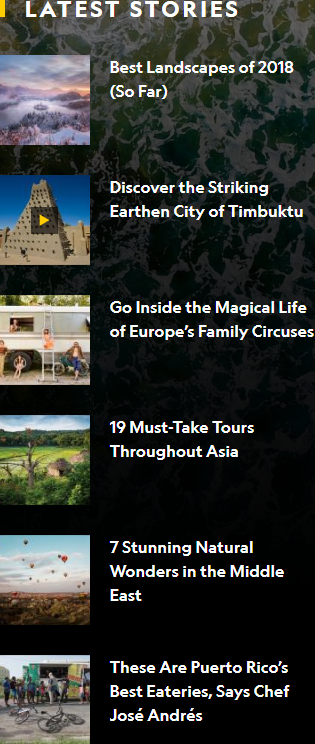 LATEST STORIES
Best Landscapes of 2018
(So Far)
Discover the Striking
Earthen City of Timbuktu
Go Inside the Magical Life
of Europe’s Family Circuses
19 Must-Take Tours
Throughout Asia
7 Stunning Natural
Wonders in the Middle
East
These Are Puerto Rico’s
Best Eateries, Says Chef
José Andrés